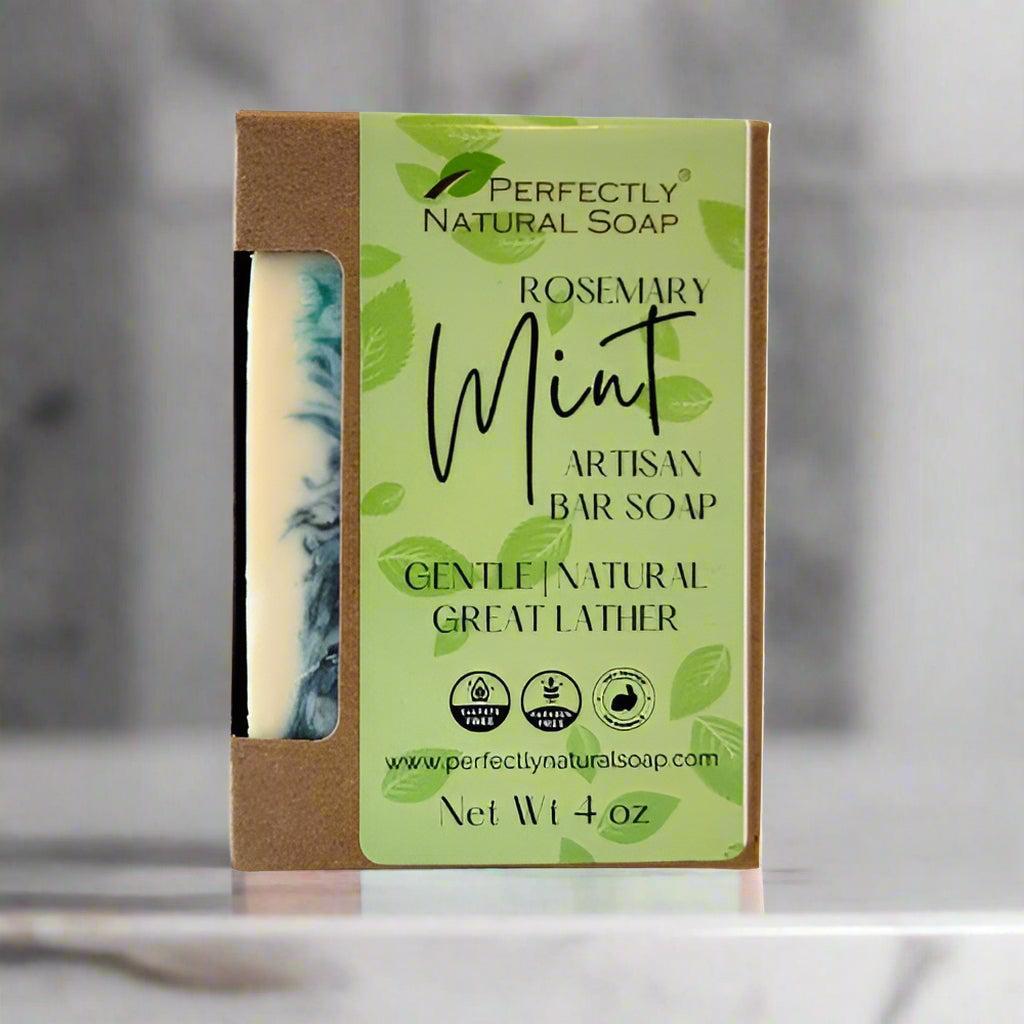 PERFECTLY®
NATURAL SOAP
ROSEMARY
Mint
ARTISAN
BAR SOAP
GENTLE | NATURAL
GREAT LATHER
www.perfectlynaturalsoap.com
Net Wt 4 oz